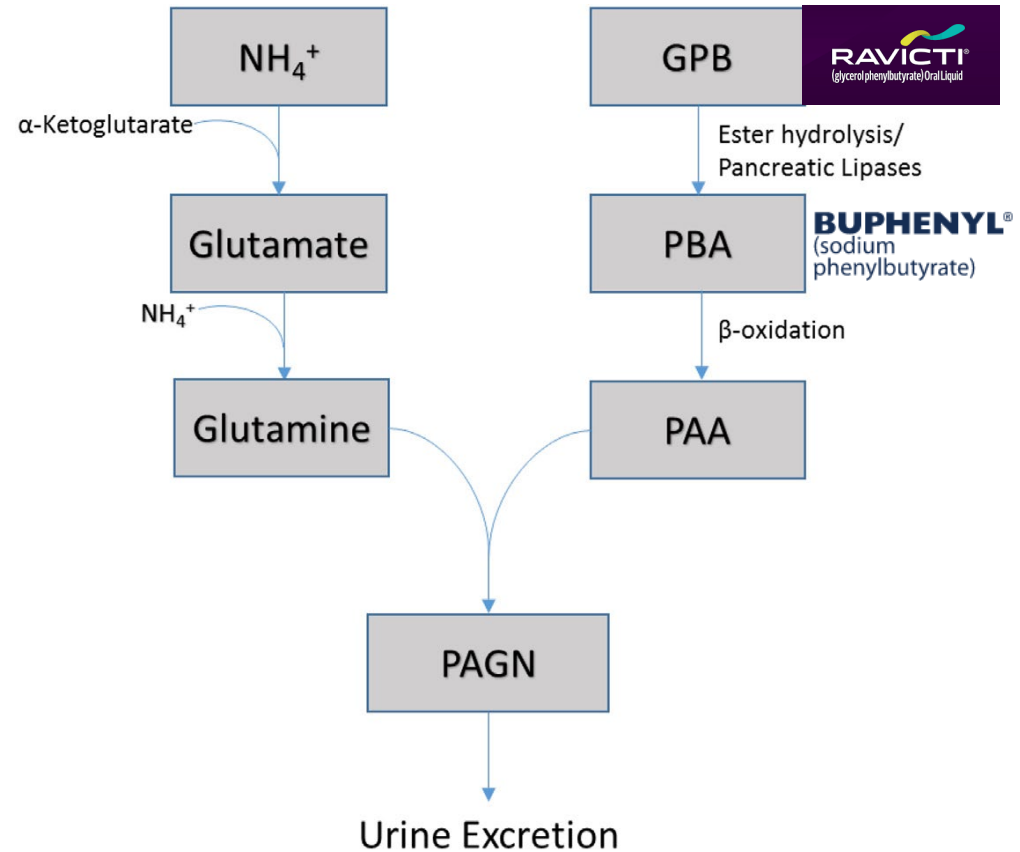 NH₄⁺
GPB
RAVICTI®
(glycerol phenylbutyrate) Oral Liquid
α-Ketoglutarate
Ester hydrolysis/
Pancreatic Lipases
Glutamate
PBA
BUPHENYL®
(sodium
phenylbutyrate)
NH₄⁺
β-oxidation
Glutamine
PAA
PAGN
Urine Excretion